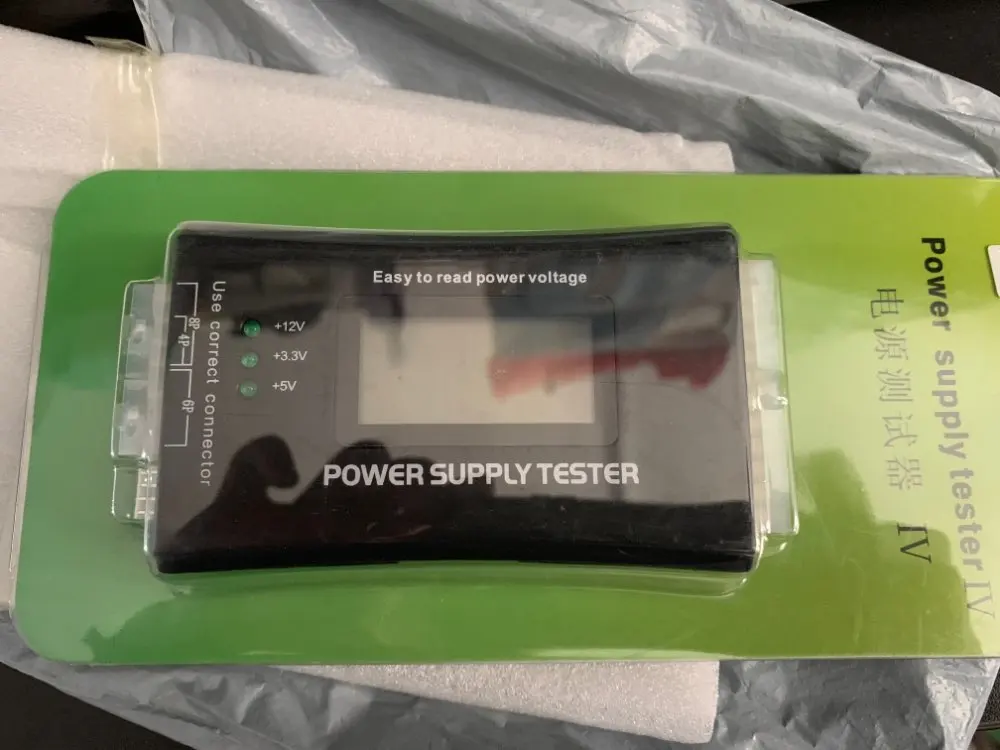 Easy to read power voltage
Use correct connector
8P
4P
6P
+12V
+3.3V
+5V
POWER SUPPLY TESTER
Power supply tester IV
电源测试器 IV